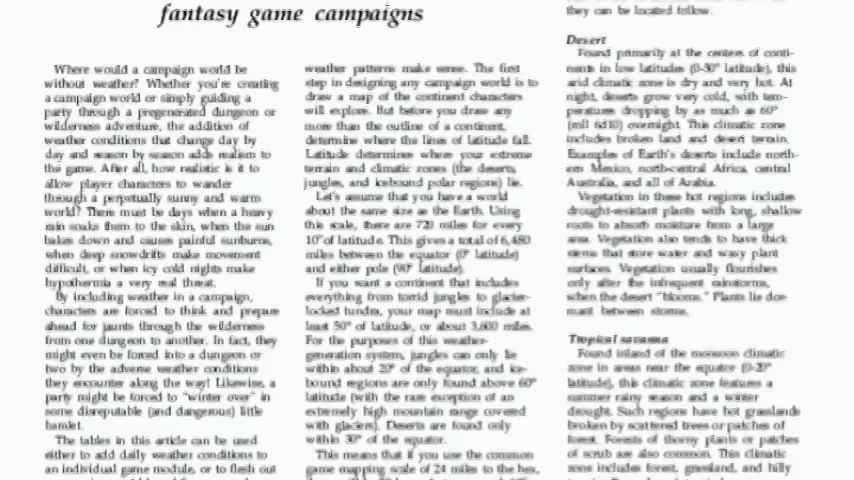 fantasy game campaigns
Where would a campaign world be
without weather? Whether you're creating
a campaign world or simply guiding a
party through a pregenerated dungeon or
wilderness adventure, the addition of
weather conditions that change day by
day and season by season adds realism to
the game. After all, how realistic is it to
allow player characters to wander
through a perpetually sunny and warm
world? There must be days when a heavy
rain soaks them to the skin, when the sun
bakes down and causes painful sunburns,
when deep snowdrifts make movement
difficult, or when icy cold nights make
hypothermia a very real threat.
By including weather in a campaign,
characters are forced to think and prepare
ahead for jaunts through the wilderness
from one dungeon to another. In fact, they
might even be forced into a dungeon or
two by the adverse weather conditions
they encounter along the way! Likewise, a
party might be forced to "winter over" in
some disreputable (and dangerous) little
hamlet.
The tables in this article can be used
either to add daily weather conditions to
an individual game module, or to flesh out
weather patterns make sense. The first
step in designing any campaign world is to
draw a map of the continent characters
will explore. But before you draw any
more than the outline of a continent,
determine where the lines of latitude fall.
Latitude determines where your extreme
terrain and climatic zones (the deserts,
jungles, and icebound polar regions) lie.
Let's assume that you have a world
about the same size as the Earth. Using
this scale, there are 720 miles for every
10° of latitude. This gives a total of 6,480
miles between the equator (0° latitude)
and either pole (90° latitude).
If you want a continent that includes
everything from torrid jungles to glacier-
locked tundra, your map must include at
least 50° of latitude, or about 3,600 miles.
For the purposes of this weather-
generation system, jungles can only lie
within about 20° of the equator, and ice-
bound regions are only found above 60°
latitude (with the rare exception of an
extremely high mountain range covered
with glaciers). Deserts are found only
within 30° of the equator.
This means that if you use the common
game mapping scale of 24 miles to the hex,
they can be located follow.
Desert
Found primarily at the centers of conti-
nents in low latitudes (0-30° latitude), this
arid climatic zone is dry and very hot. At
night, deserts grow very cold, with tem-
peratures dropping by as much as 60°
(roll 6d10) overnight. This climatic zone
includes broken land and desert terrain.
Examples of Earth's deserts include north-
ern Mexico, north-central Africa, central
Australia, and all of Arabia.
Vegetation in these hot regions includes
drought-resistant plants with long, shallow
roots to absorb moisture from a large
area. Vegetation also tends to have thick
stems that store water and waxy plant
surfaces. Vegetation usually flourishes
only after the infrequent rainstorms,
when the desert "blooms." Plants lie dor-
mant between storms.
Tropical savanna
Found inland of the monsoon climatic
zone in areas near the equator (0-20°
latitude), this climatic zone features a
summer rainy season and a winter
drought. Such regions have hot grasslands
broken by scattered trees or patches of
forest. Forests of thorny plants or patches
of scrub are also common. This climatic
zone includes forest, grassland, and hilly